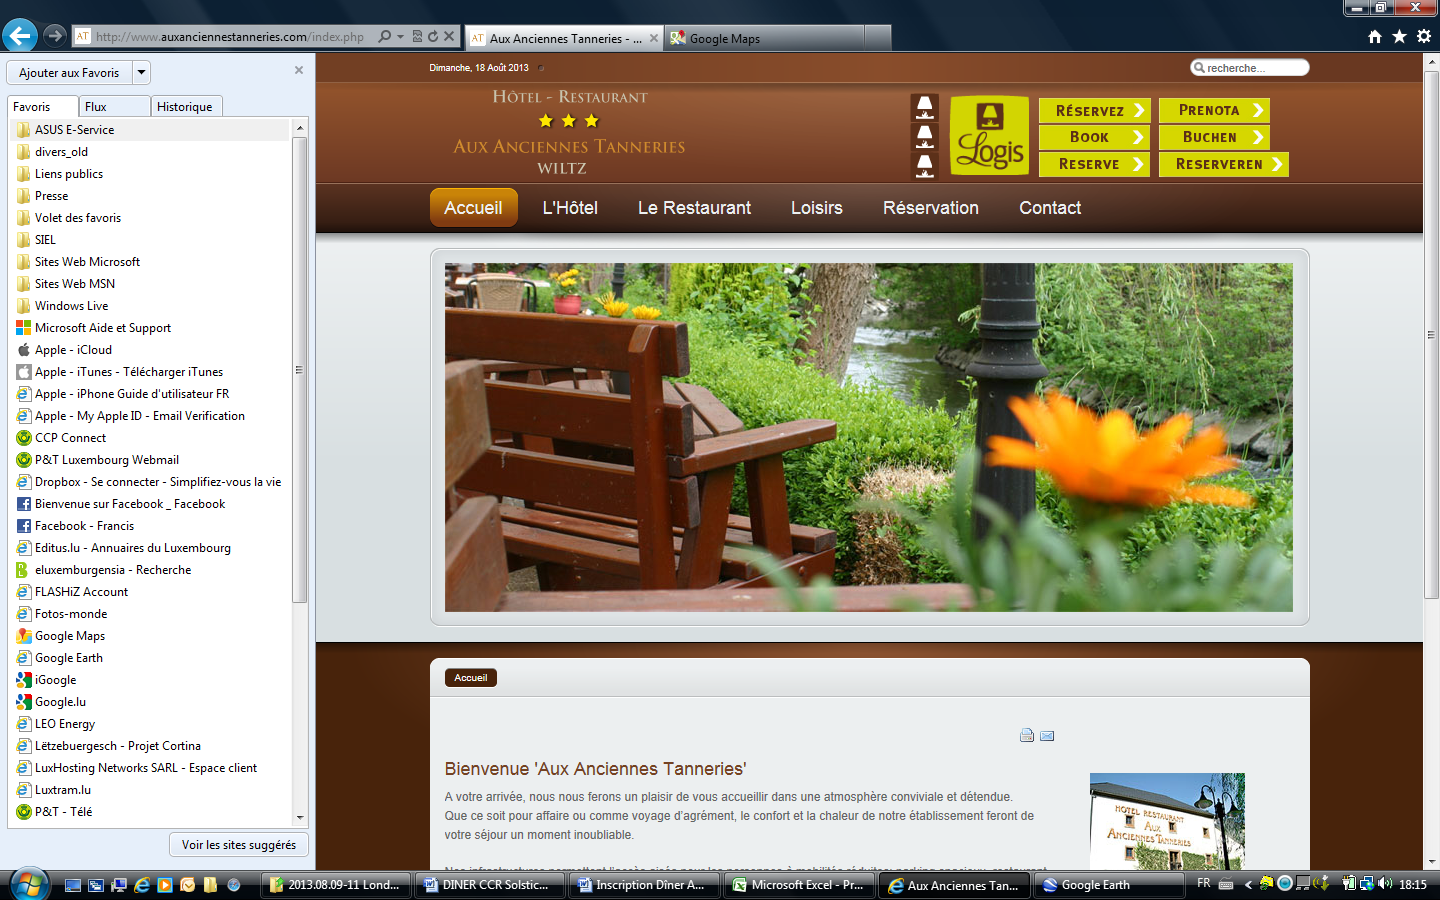 http://www.auxanciennestanneries.com/index.php
AT Aux Anciennes Tanneries - ...
Google Maps
Ajouter aux Favoris
Favoris
Flux
Historique
ASUS E-Service
divers_old
Liens publics
Presse
Volet des favoris
SIEL
Sites Web Microsoft
Sites Web MSN
Windows Live
Microsoft Aide et Support
Apple - iCloud
Apple - iTunes - Télécharger iTunes
Apple - iPhone Guide d'utilisateur FR
Apple - My Apple ID - Email Verification
CCP Connect
P&T Luxembourg Webmail
Dropbox - Se connecter - Simplifiez-vous la vie
Bienvenue sur Facebook _ Facebook
Facebook - Francis
Editus.lu - Annuaires du Luxembourg
eluxemburgensia - Recherche
FLASHiZ Account
Fotos-monde
Google Maps
Google Earth
iGoogle
Google.lu
LEO Energy
Lëtzebuergesch - Projet Cortina
LuxHosting Networks SARL - Espace client
Luxtram.lu
P&T - Télé
Voir les sites suggérés
Dimanche, 18 Août 2013
recherche...
Hôtel - Restaurant
Aux Anciennes Tanneries
WILTZ
Logis
Réservez
Prenota
Book
Buchen
Reserve
Reserveren
Accueil
L'Hôtel
Le Restaurant
Loisirs
Réservation
Contact
Accueil
Bienvenue 'Aux Anciennes Tanneries'
A votre arrivée, nous nous ferons un plaisir de vous accueillir dans une atmosphère conviviale et détendue.
Que ce soit pour affaire ou comme voyage d'agrément, le confort et la chaleur de notre établissement feront de
votre séjour un moment inoubliable.
HOTEL RESTAURANT
AUX
ANCIENNES TANNERIES
2013.08.09-11 Lond...
DINER CCR Solstic...
Inscription Dîner A...
Microsoft Excel - Pr...
Aux Anciennes Tan...
Google Earth
FR
18:15